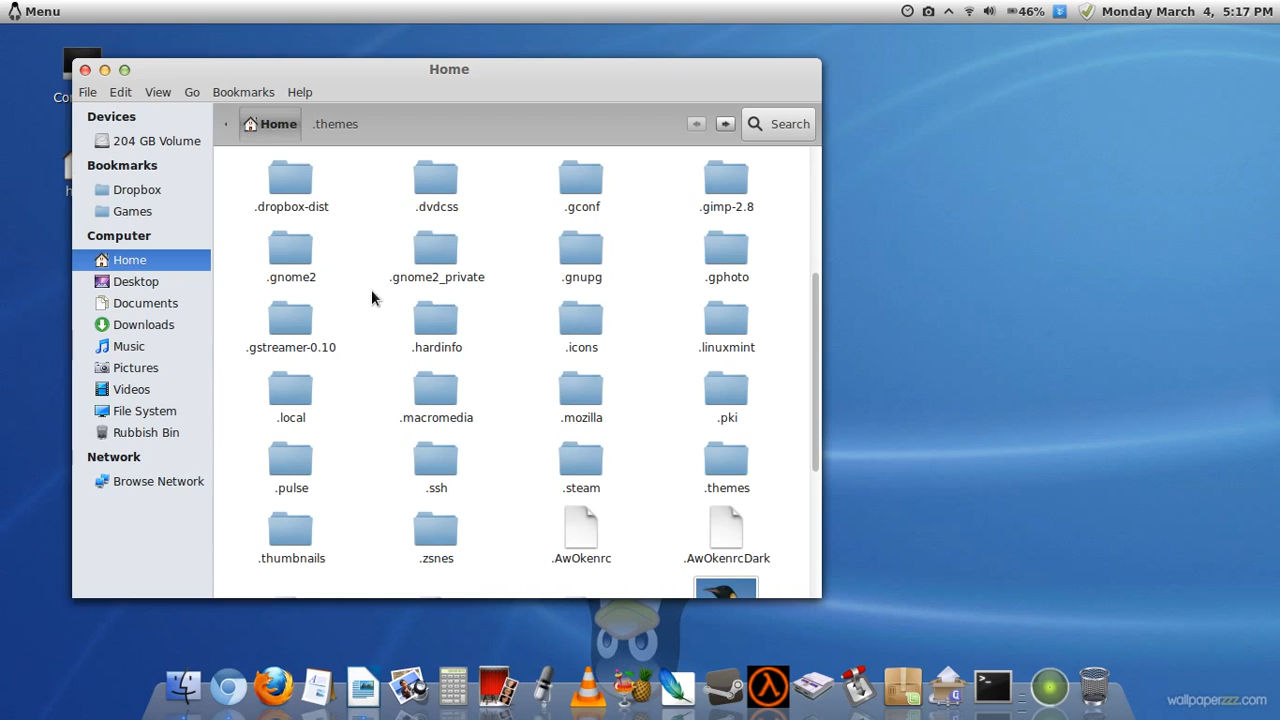 Menu
46%
Monday March 4, 5:17 PM
Home
File Edit View Go Bookmarks Help
Devices
204 GB Volume
Bookmarks
Dropbox
Games
Computer
Home
Desktop
Documents
Downloads
Music
Pictures
Videos
File System
Rubbish Bin
Network
Browse Network
Home .themes Search
.dropbox-dist .dvdcss .gconf .gimp-2.8
.gnome2 .gnome2_private .gnupg .gphoto
.gstreamer-0.10 .hardinfo .icons .linuxmint
.local .macromedia .mozilla .pki
.pulse .ssh .steam .themes
.thumbnails .zsnes .AwOkenrc .AwOkenrcDark
wallpaperzzz.com